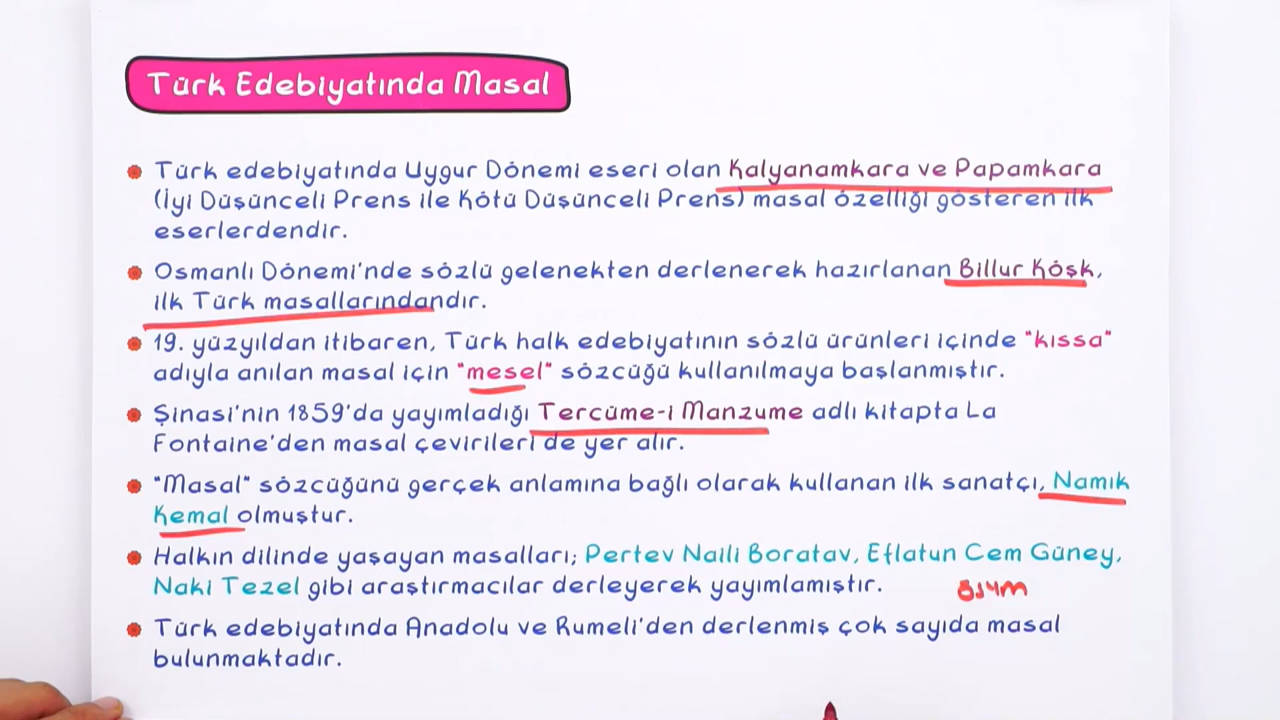 Türk Edebiyatında Masal
Türk edebiyatında Uygur Dönemi eseri olan Kalyanamkara ve Papamkara
(İyi Düşünceli Prens ile Kötü Düşünceli Prens) masal özelliği gösteren ilk
eserlerdendir.
Osmanlı Dönemi'nde sözlü gelenekten derlenerek hazırlanan Billur Köşk,
ilk Türk masallarındandır.
19. yüzyıldan itibaren, Türk halk edebiyatının sözlü ürünleri içinde "kıssa"
adıyla anılan masal için "mesel" sözcüğü kullanılmaya başlanmıştır.
Şinasi'nin 1859'da yayımladığı Tercüme-i Manzume adlı kitapta La
Fontaine'den masal çevirileri de yer alır.
"Masal" sözcüğünü gerçek anlamına bağlı olarak kullanan ilk sanatçı, Namık
Kemal olmuştur.
Halkın dilinde yaşayan masalları; Pertev Naili Boratav, Eflatun Cem Güney,
Naki Tezel gibi araştırmacılar derleyerek yayımlamıştır.
Türk edebiyatında Anadolu ve Rumeli'den derlenmiş çok sayıda masal
bulunmaktadır.